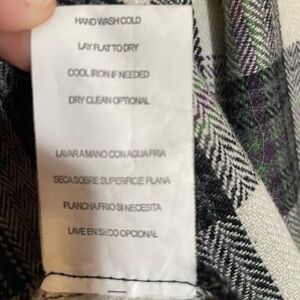 HAND WASH COLD
LAY FLAT TO DRY
COOL IRON IF NEEDED
DRY CLEAN OPTIONAL
LAVAR A MANO CON AGUA FRIA
SECA SOBRE SUPERFICE PLANA
PLANCHA FRIO SI NECESITA
LAVE EN SECO OPCIONAL